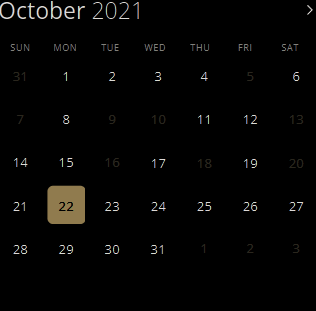 October 2021
SUN MON TUE WED THU FRI SAT
31 1 2 3 4 5 6
7 8 9 10 11 12 13
14 15 16 17 18 19 20
21 22 23 24 25 26 27
28 29 30 31 1 2 3